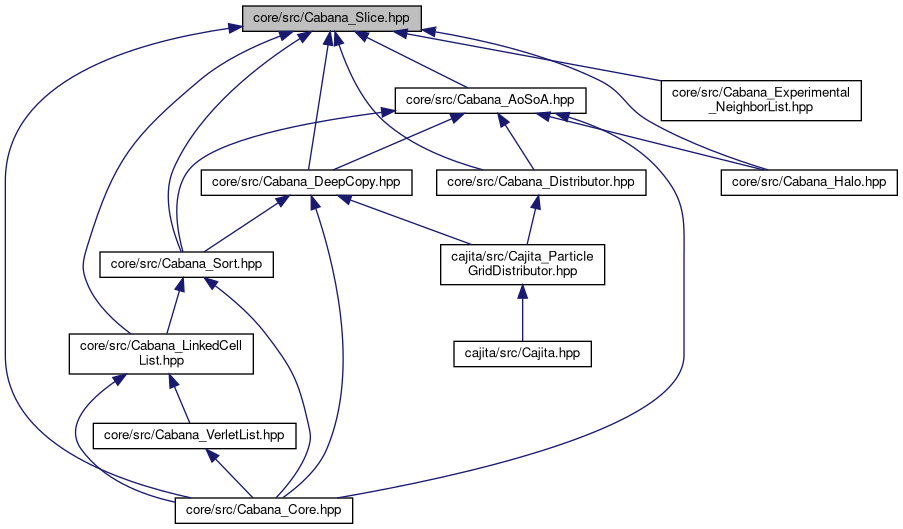 core/src/Cabana_Slice.hpp
core/src/Cabana_Experimental
_NeighborList.hpp
core/src/Cabana_AoSoA.hpp
core/src/Cabana_DeepCopy.hpp
core/src/Cabana_Distributor.hpp
core/src/Cabana_Halo.hpp
core/src/Cabana_Sort.hpp
cajita/src/Cajita_Particle
GridDistributor.hpp
core/src/Cabana_LinkedCell
List.hpp
cajita/src/Cajita.hpp
core/src/Cabana_VerletList.hpp
core/src/Cabana_Core.hpp